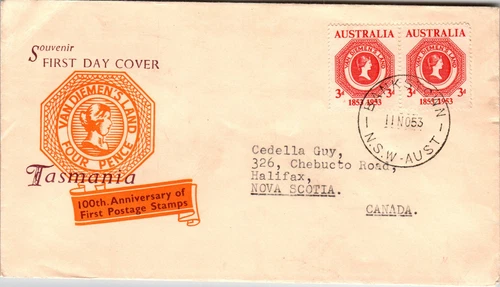 Souvenir
FIRST DAY COVER
VAN DIEMEN'S LAND
FOUR PENCE
Tasmania
100th. Anniversary of
First Postage Stamps
AUSTRALIA
VAN DIEMEN'S LAND
3d 3d
1853-1953
AUSTRALIA
VAN DIEMEN'S LAND
3d 3d
1853-1953
BANKSTOWN
11NO53
N.S.W-AUST
Cedella Guy,
326, Chebucto Road,
Halifax,
NOVA SCOTIA.
CANADA.